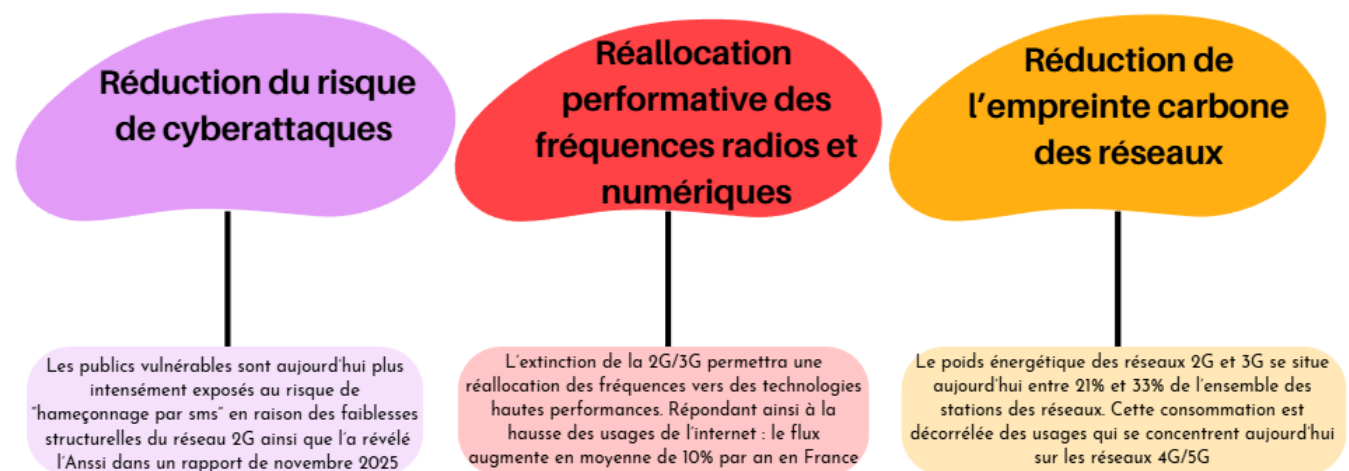 Réduction du risque
de cyberattaques
Les publics vulnérables sont aujourd'hui plus
intensément exposés au risque de
"hameçonnage par sms" en raison des faiblesses
structurelles du réseau 2G ainsi que l'a révélé
l'Anssi dans un rapport de novembre 2025
Réallocation
performative des
fréquences radios et
numériques
L'extinction de la 2G/3G permettra une
réallocation des fréquences vers des technologies
hautes performances. Répondant ainsi à la
hausse des usages de l'internet : le flux
augmente en moyenne de 10% par an en France
Réduction de
l'empreinte carbone
des réseaux
Le poids énergétique des réseaux 2G et 3G se situe
aujourd'hui entre 21% et 33% de l'ensemble des
stations des réseaux. Cette consommation est
décorrélée des usages qui se concentrent aujourd'hui
sur les réseaux 4G/5G